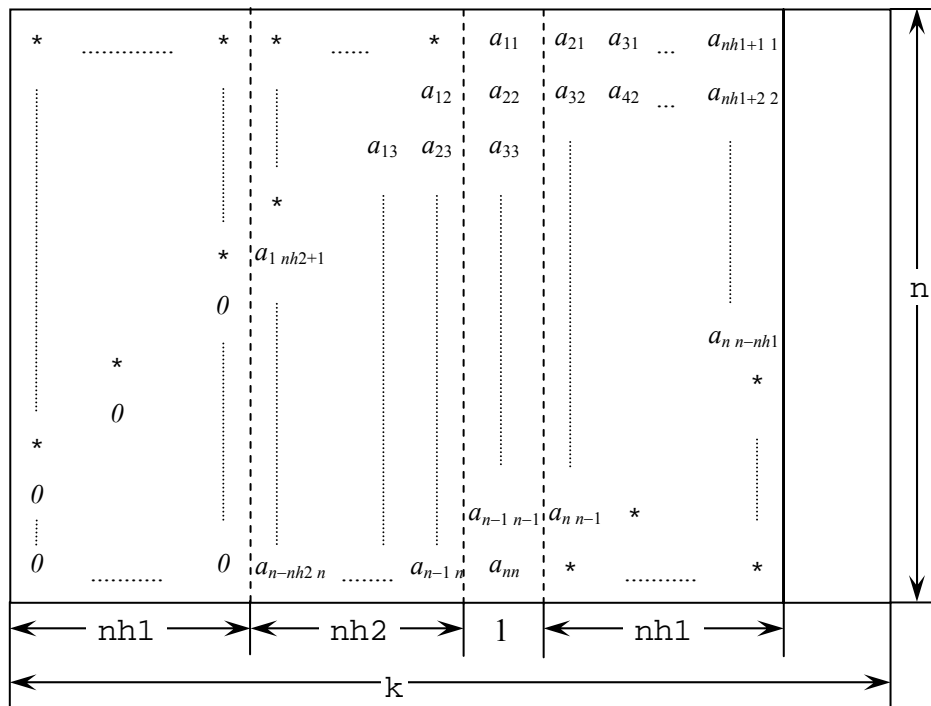 * ............. * * ...... * a11 a21 a31 ... anh1+1 1
a12 a22 a32 a42 ... anh1+2 2
a13 a23 a33
*
* a1 nh2+1
0
n
an n−nh1
* *
0
*
0
an−1 n−1 an n−1 *
0 .......... 0 an−nh2 n ....... an−1 n ann * .......... *
nh1 nh2 1 nh1
k